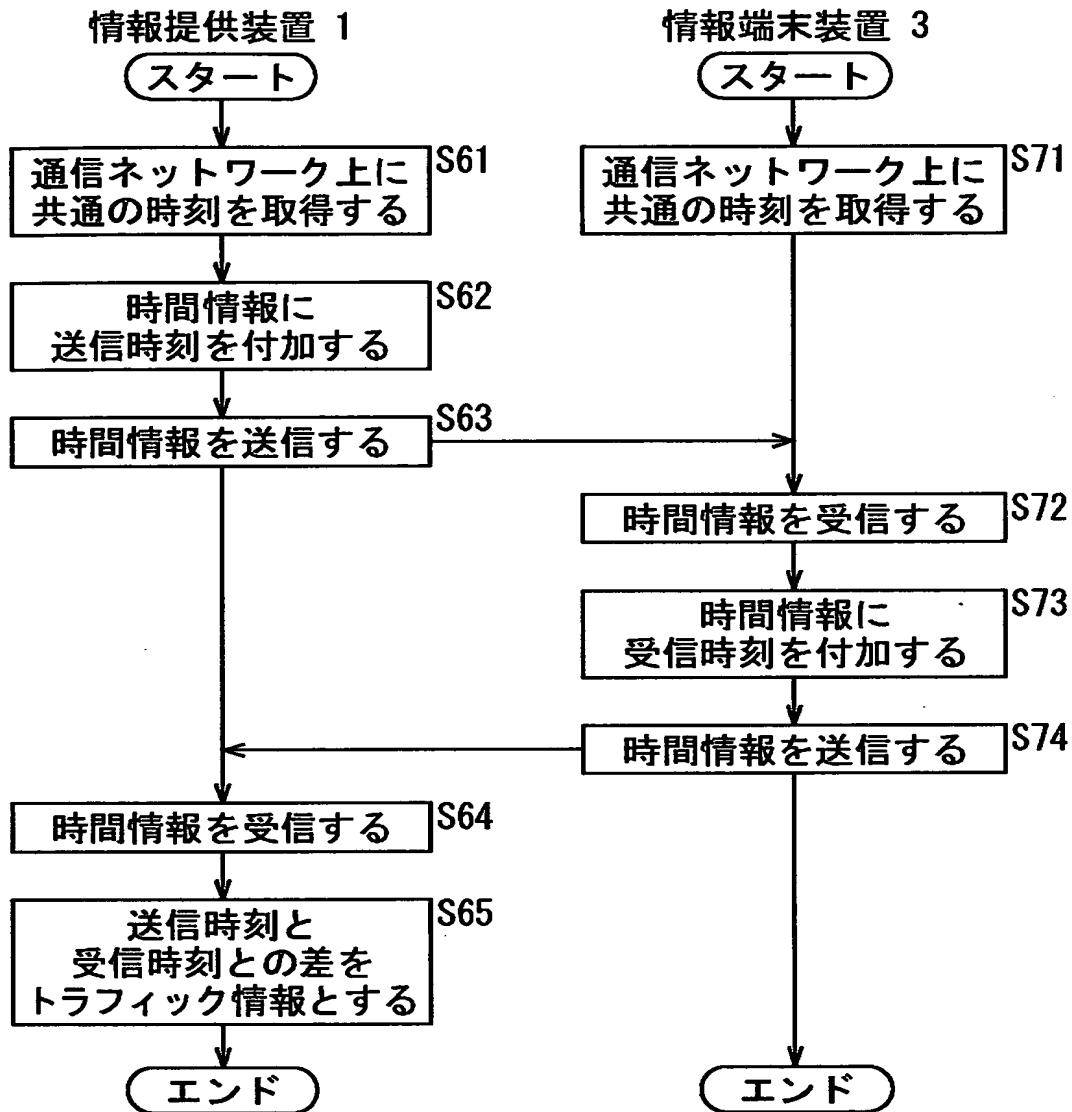 情報提供装置 1
スタート
通信ネットワーク上に
共通の時刻を取得する
S61
時間情報に
送信時刻を付加する
S62
時間情報を送信する
S63
時間情報を受信する
S64
送信時刻と
受信時刻との差を
トラフィック情報とする
S65
エンド
情報端末装置 3
スタート
通信ネットワーク上に
共通の時刻を取得する
S71
時間情報を受信する
S72
時間情報に
受信時刻を付加する
S73
時間情報を送信する
S74
エンド